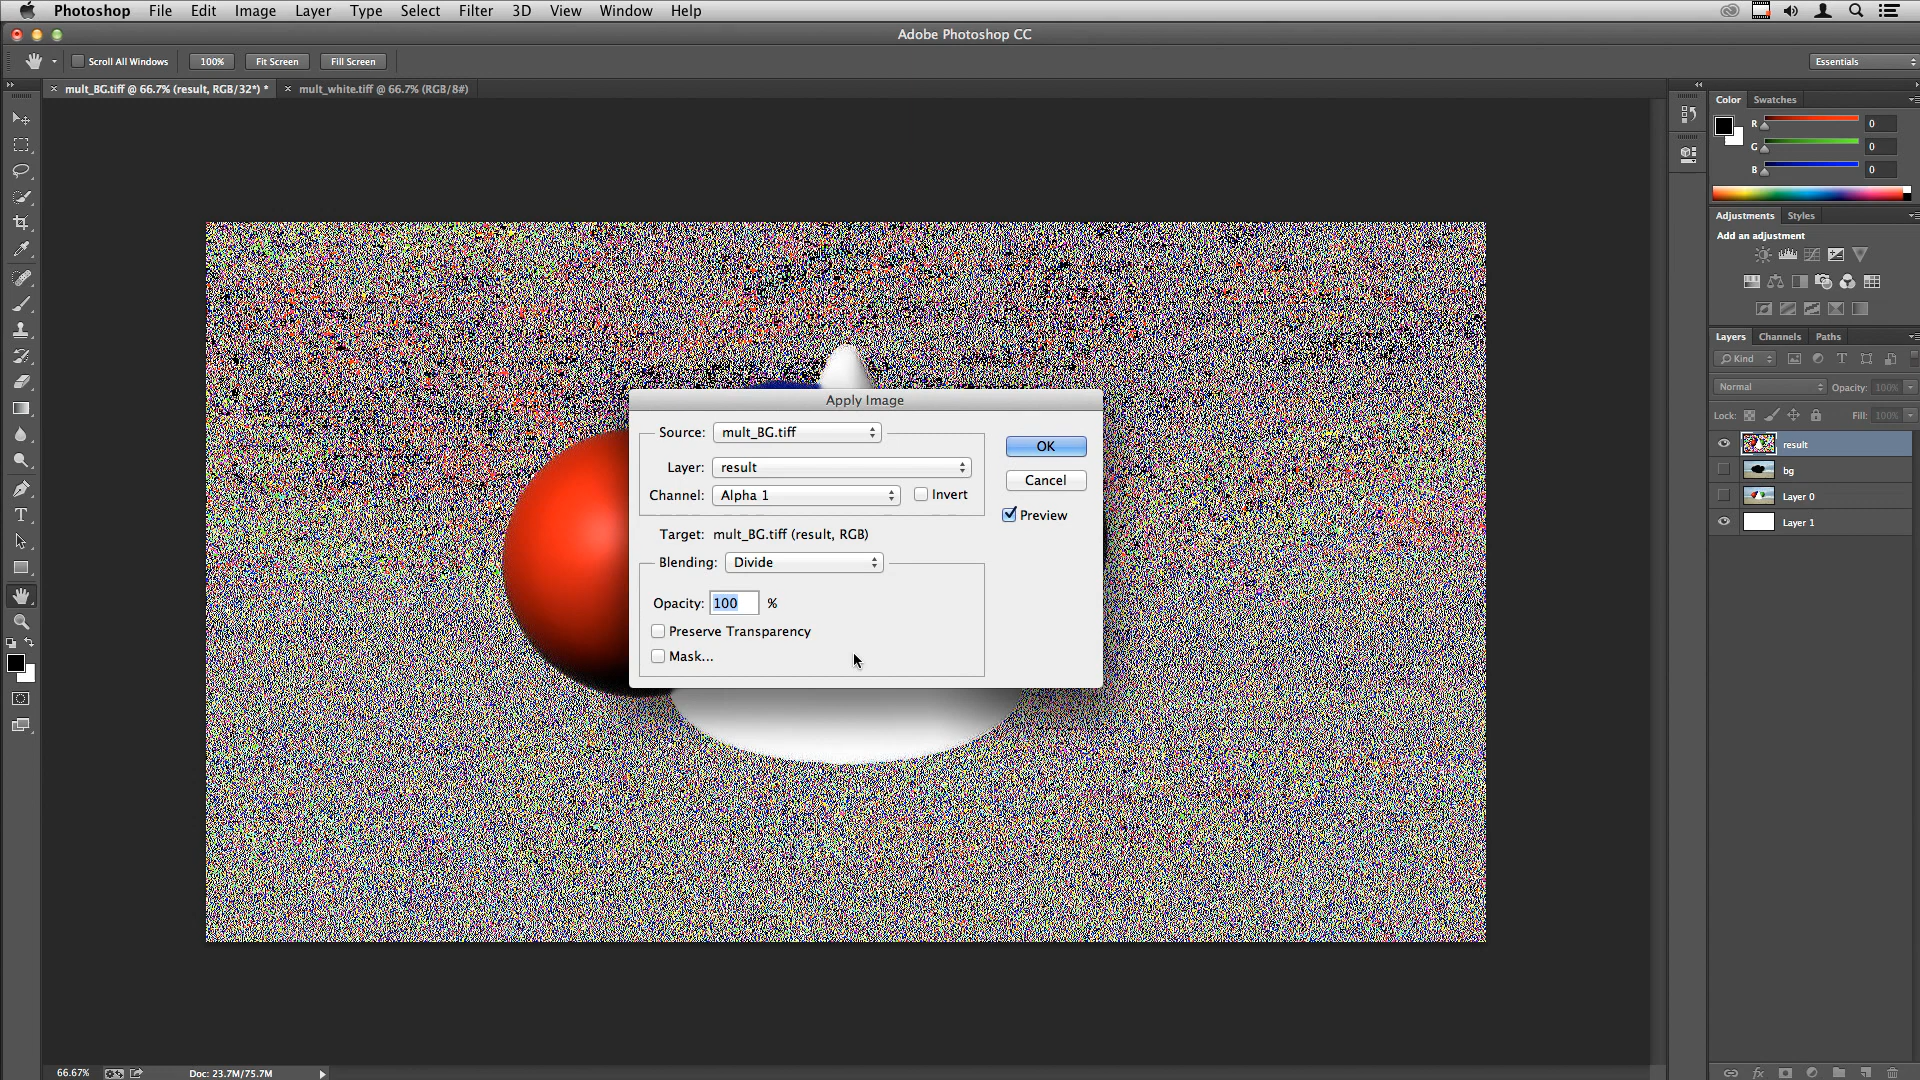 Photoshop File Edit Image Layer Type Select Filter 3D View Window Help
Adobe Photoshop CC
Scroll All Windows 100% Fit Screen Fill Screen Essentials
mult_BG.tiff @ 66.7% (result, RGB/32*) * mult_white.tiff @ 66.7% (RGB/8#)
Color Swatches
R 0
G 0
B 0
Adjustments Styles
Add an adjustment
Layers Channels Paths
Kind
Normal Opacity: 100%
Lock: Fill: 100%
result
bg
Layer 0
Layer 1
Apply Image
Source: mult_BG.tiff
OK
Layer: result
Cancel
Channel: Alpha 1 Invert
Preview
Target: mult_BG.tiff (result, RGB)
Blending: Divide
Opacity: 100 %
Preserve Transparency
Mask...
66.67% Doc: 23.7M/75.7M